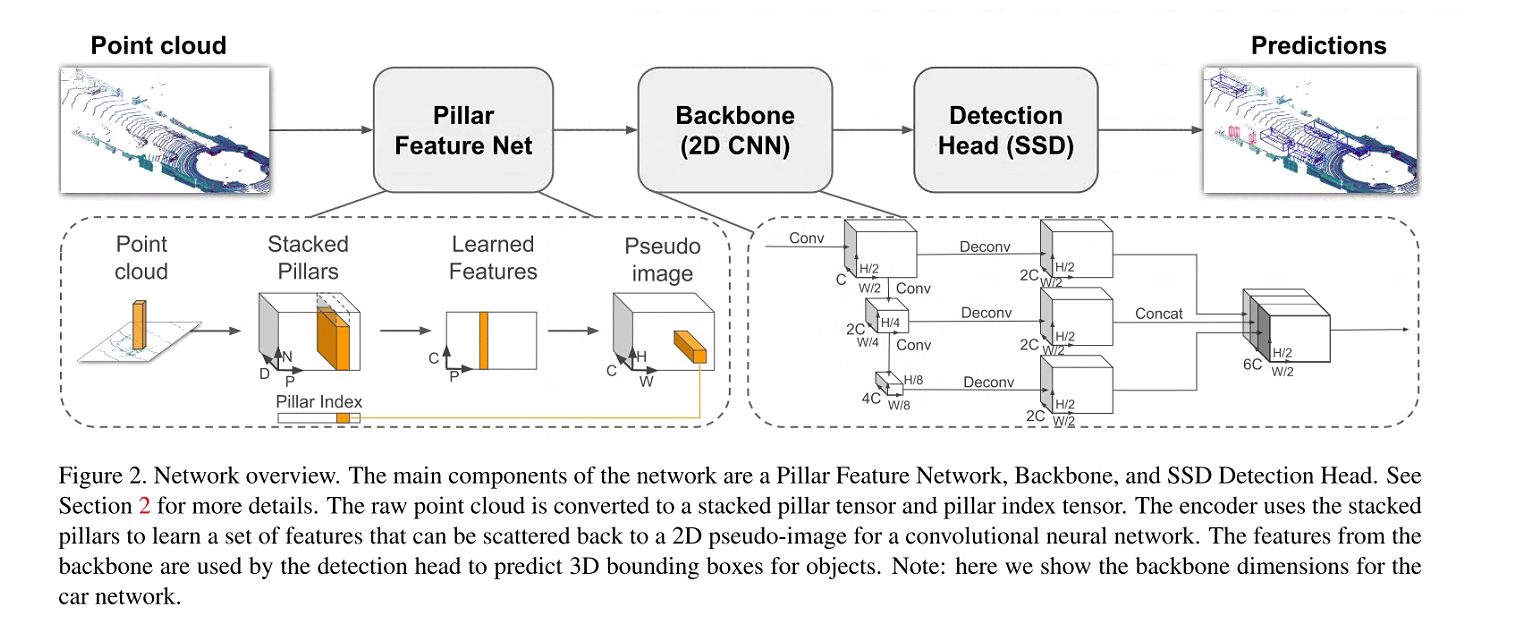 Point cloud
Predictions
Pillar
Feature Net
Backbone
(2D CNN)
Detection
Head (SSD)
Point
cloud
Stacked
Pillars
Learned
Features
Pseudo
image
N
D
P
C
P
H
C
W
Pillar Index
Conv
H/2
C
W/2
Conv
Deconv
2C
H/2
W/2
2C
H/4
W/4
Conv
Deconv
2C
H/2
W/2
Concat
4C
H/8
W/8
Deconv
2C
H/2
W/2
6C
H/2
W/2
Figure 2. Network overview. The main components of the network are a Pillar Feature Network, Backbone, and SSD Detection Head. See
Section 2 for more details. The raw point cloud is converted to a stacked pillar tensor and pillar index tensor. The encoder uses the stacked
pillars to learn a set of features that can be scattered back to a 2D pseudo-image for a convolutional neural network. The features from the
backbone are used by the detection head to predict 3D bounding boxes for objects. Note: here we show the backbone dimensions for the
car network.